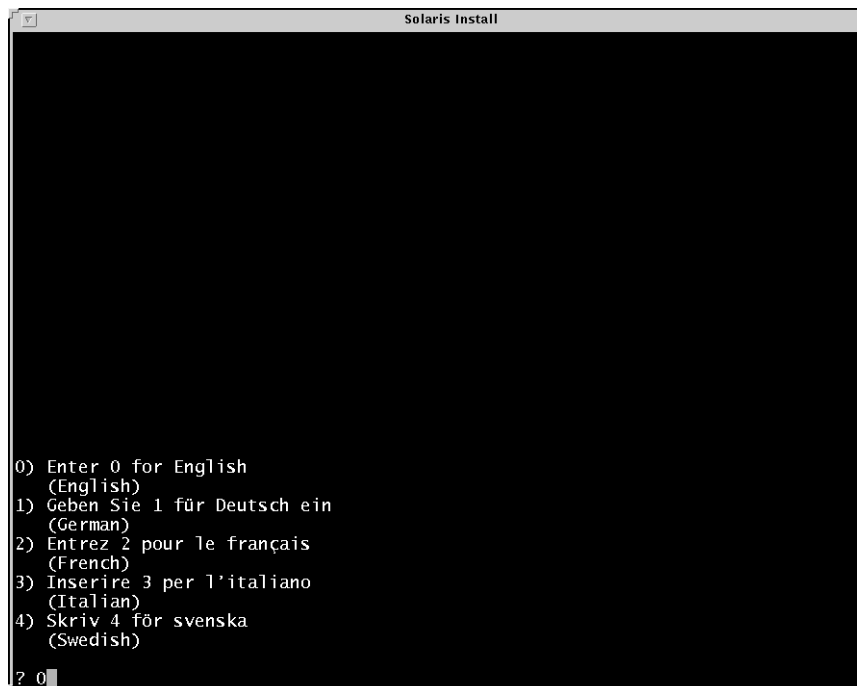 Solaris Install
0) Enter 0 for English
(English)
1) Geben Sie 1 für Deutsch ein
(German)
2) Entrez 2 pour le français
(French)
3) Inserire 3 per l'italiano
(Italian)
4) Skriv 4 för svenska
(Swedish)
? 0